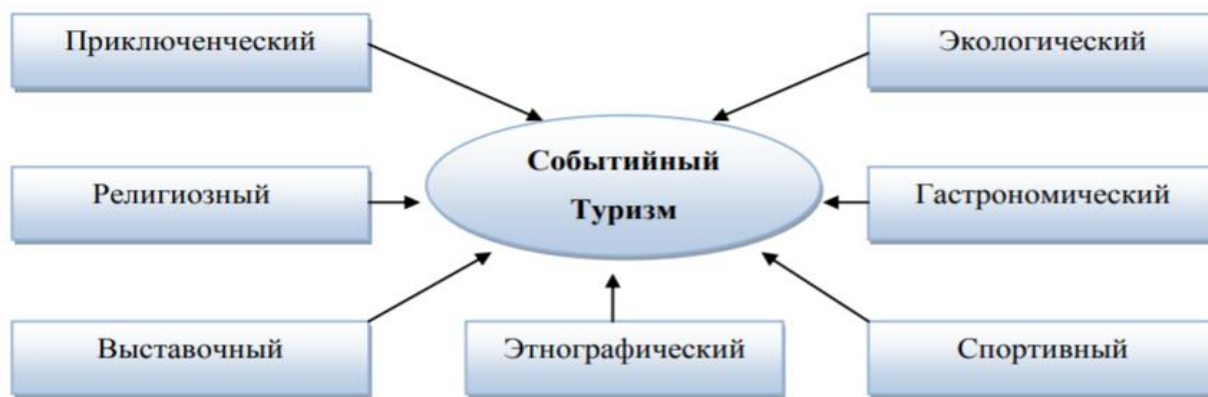 Приключенческий
Экологический
Событийный
Туризм
Религиозный
Гастрономический
Выставочный
Этнографический
Спортивный